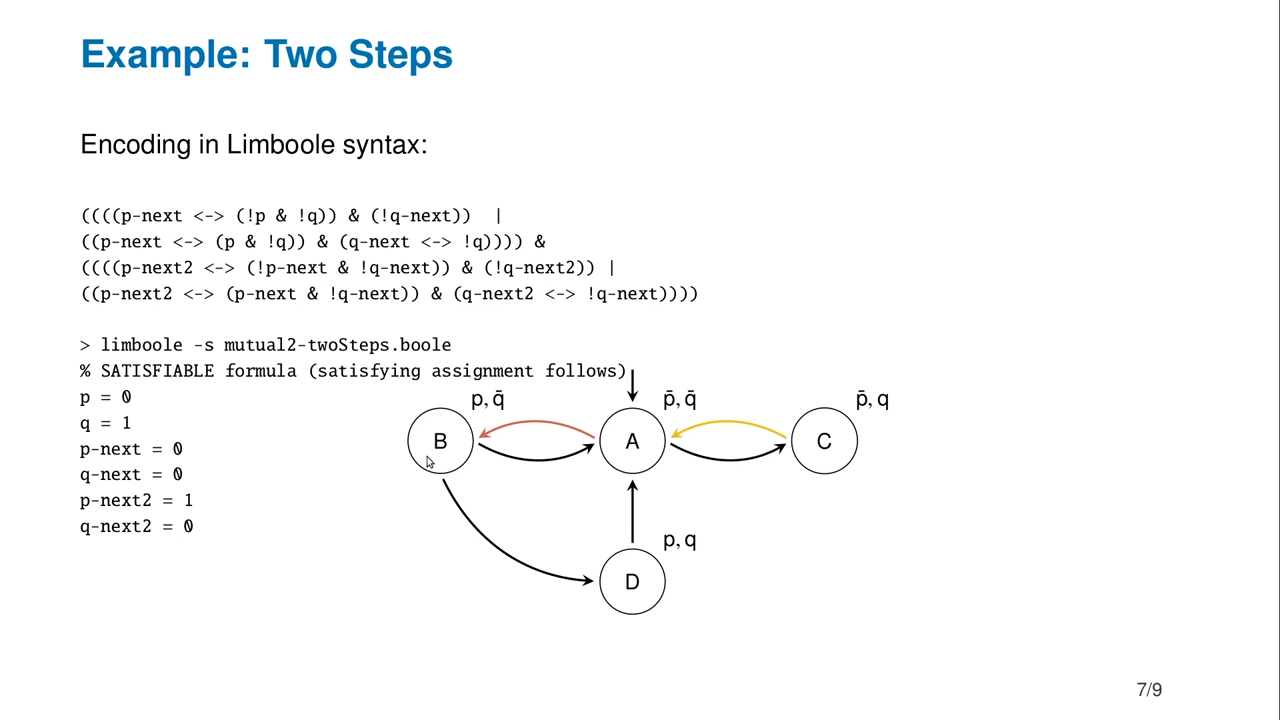 Example: Two Steps
Encoding in Limboole syntax:
((((p-next <-> (!p & !q)) & (!q-next))  |
((p-next <-> (p & !q)) & (q-next <-> !q)))) &
((((p-next2 <-> (!p-next & !q-next)) & (!q-next2)) |
((p-next2 <-> (p-next & !q-next)) & (q-next2 <-> !q-next))))
> limboole -s mutual2-twoSteps.boole
% SATISFIABLE formula (satisfying assignment follows)
p = 0
q = 1
p-next = 0
q-next = 0
p-next2 = 1
q-next2 = 0
p, q̄
p̄, q̄
p̄, q
B
A
C
p, q
D
7/9